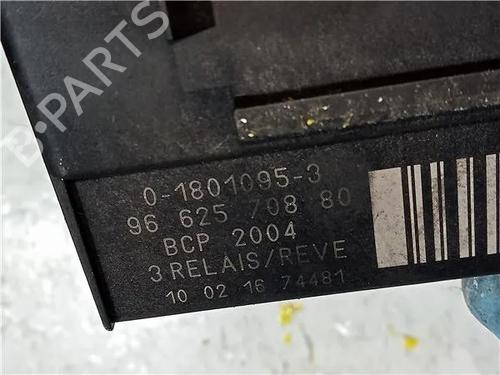 B-PARTS
0-1801095-3
96 625 708 80
BCP 2004
3 RELAIS/REVE
10 02 16 74481